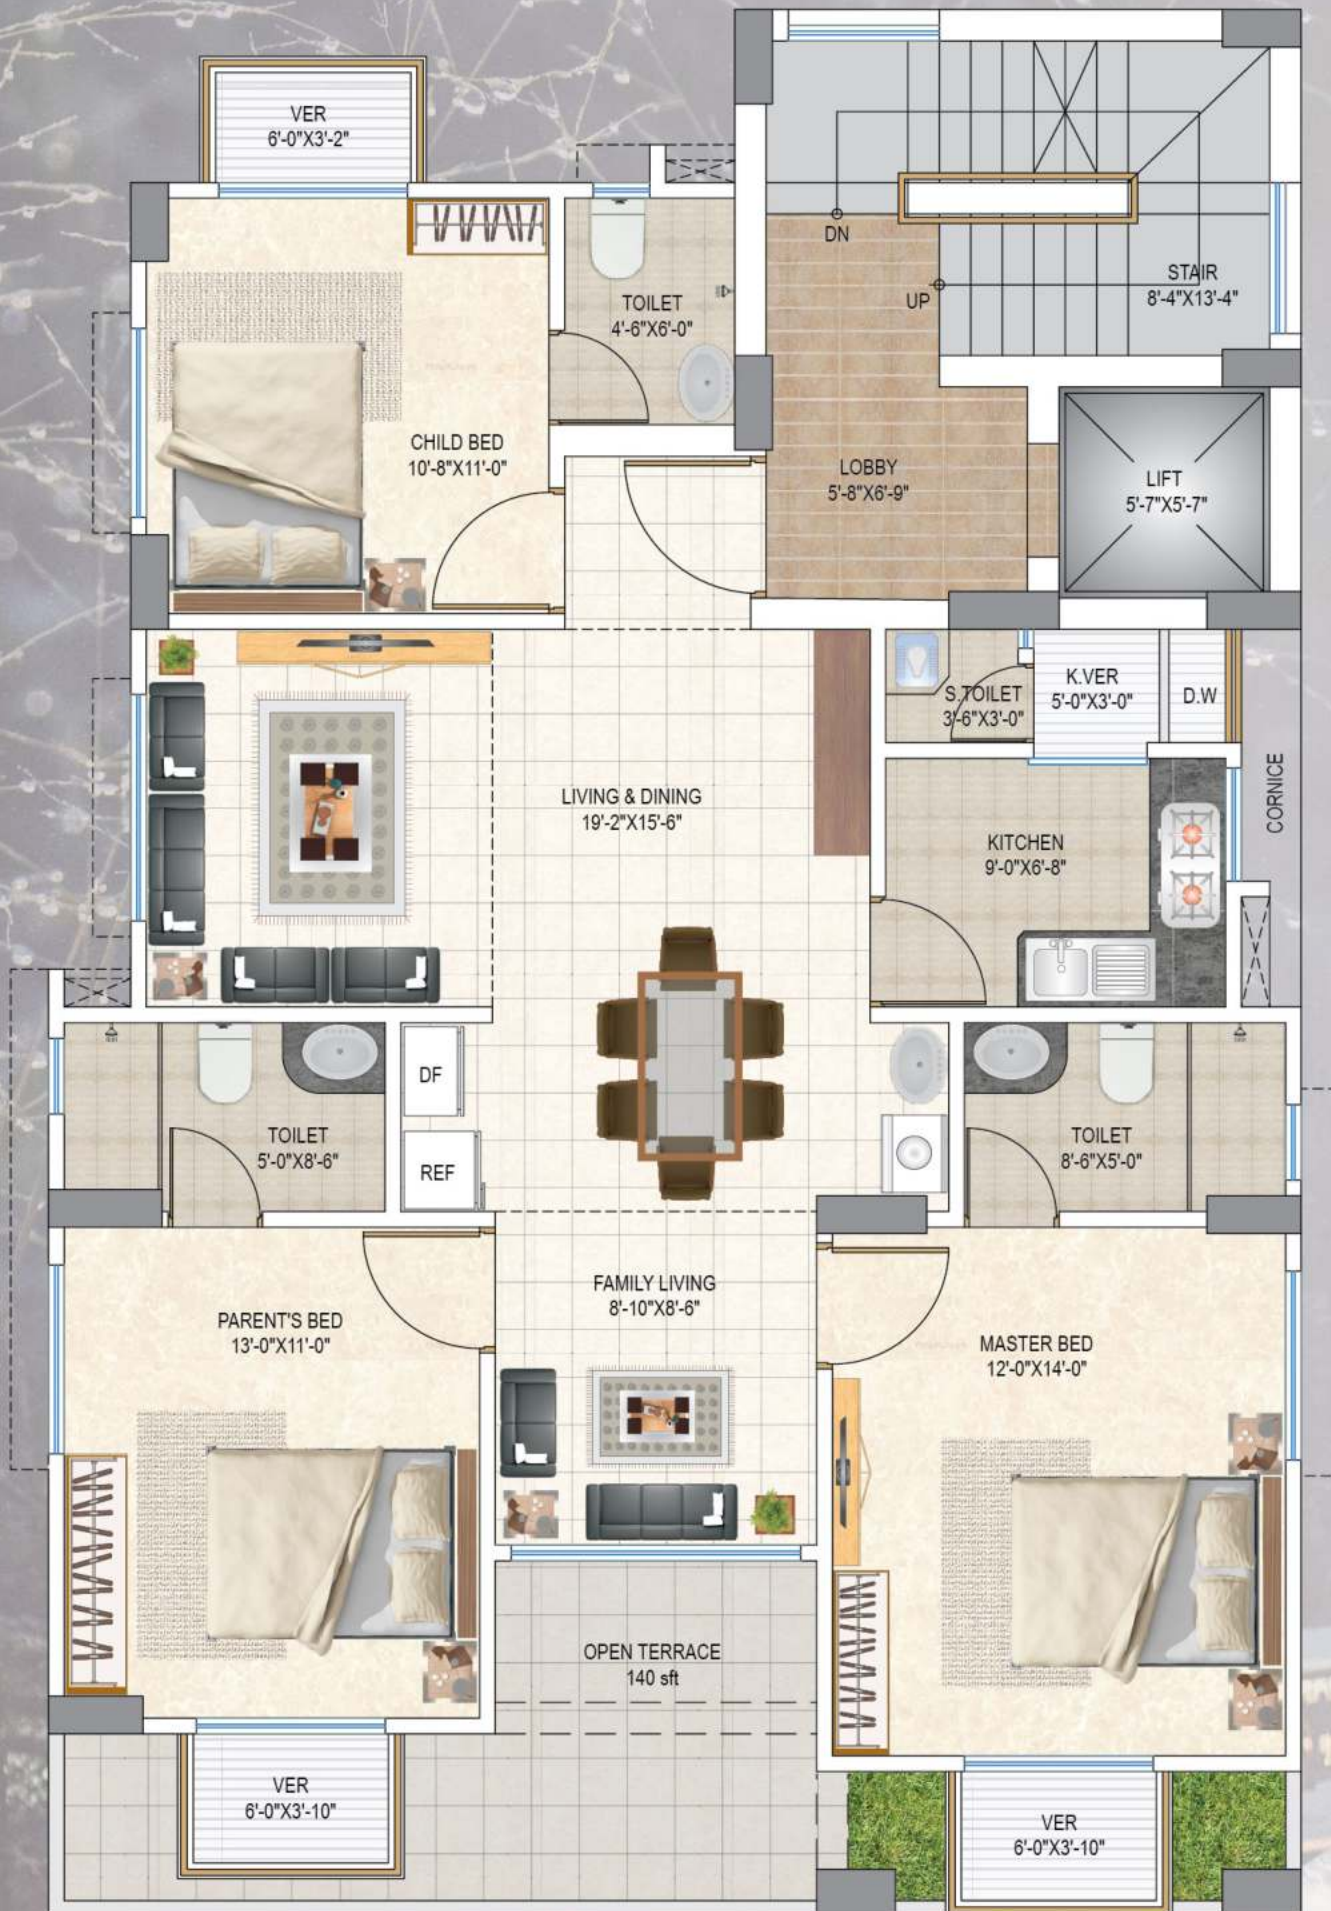 VER
6'-0"X3'-2"
DN
UP
STAIR
8'-4"X13'-4"
TOILET
4'-6"X6'-0"
CHILD BED
10'-8"X11'-0"
LOBBY
5'-8"X6'-9"
LIFT
5'-7"X5'-7"
S.TOILET
3'-6"X3'-0"
K.VER
5'-0"X3'-0"
D.W
CORNICE
LIVING & DINING
19'-2"X15'-6"
KITCHEN
9'-0"X6'-8"
DF
REF
TOILET
5'-0"X8'-6"
TOILET
8'-6"X5'-0"
FAMILY LIVING
8'-10"X8'-6"
PARENT'S BED
13'-0"X11'-0"
MASTER BED
12'-0"X14'-0"
OPEN TERRACE
140 sft
VER
6'-0"X3'-10"
VER
6'-0"X3'-10"